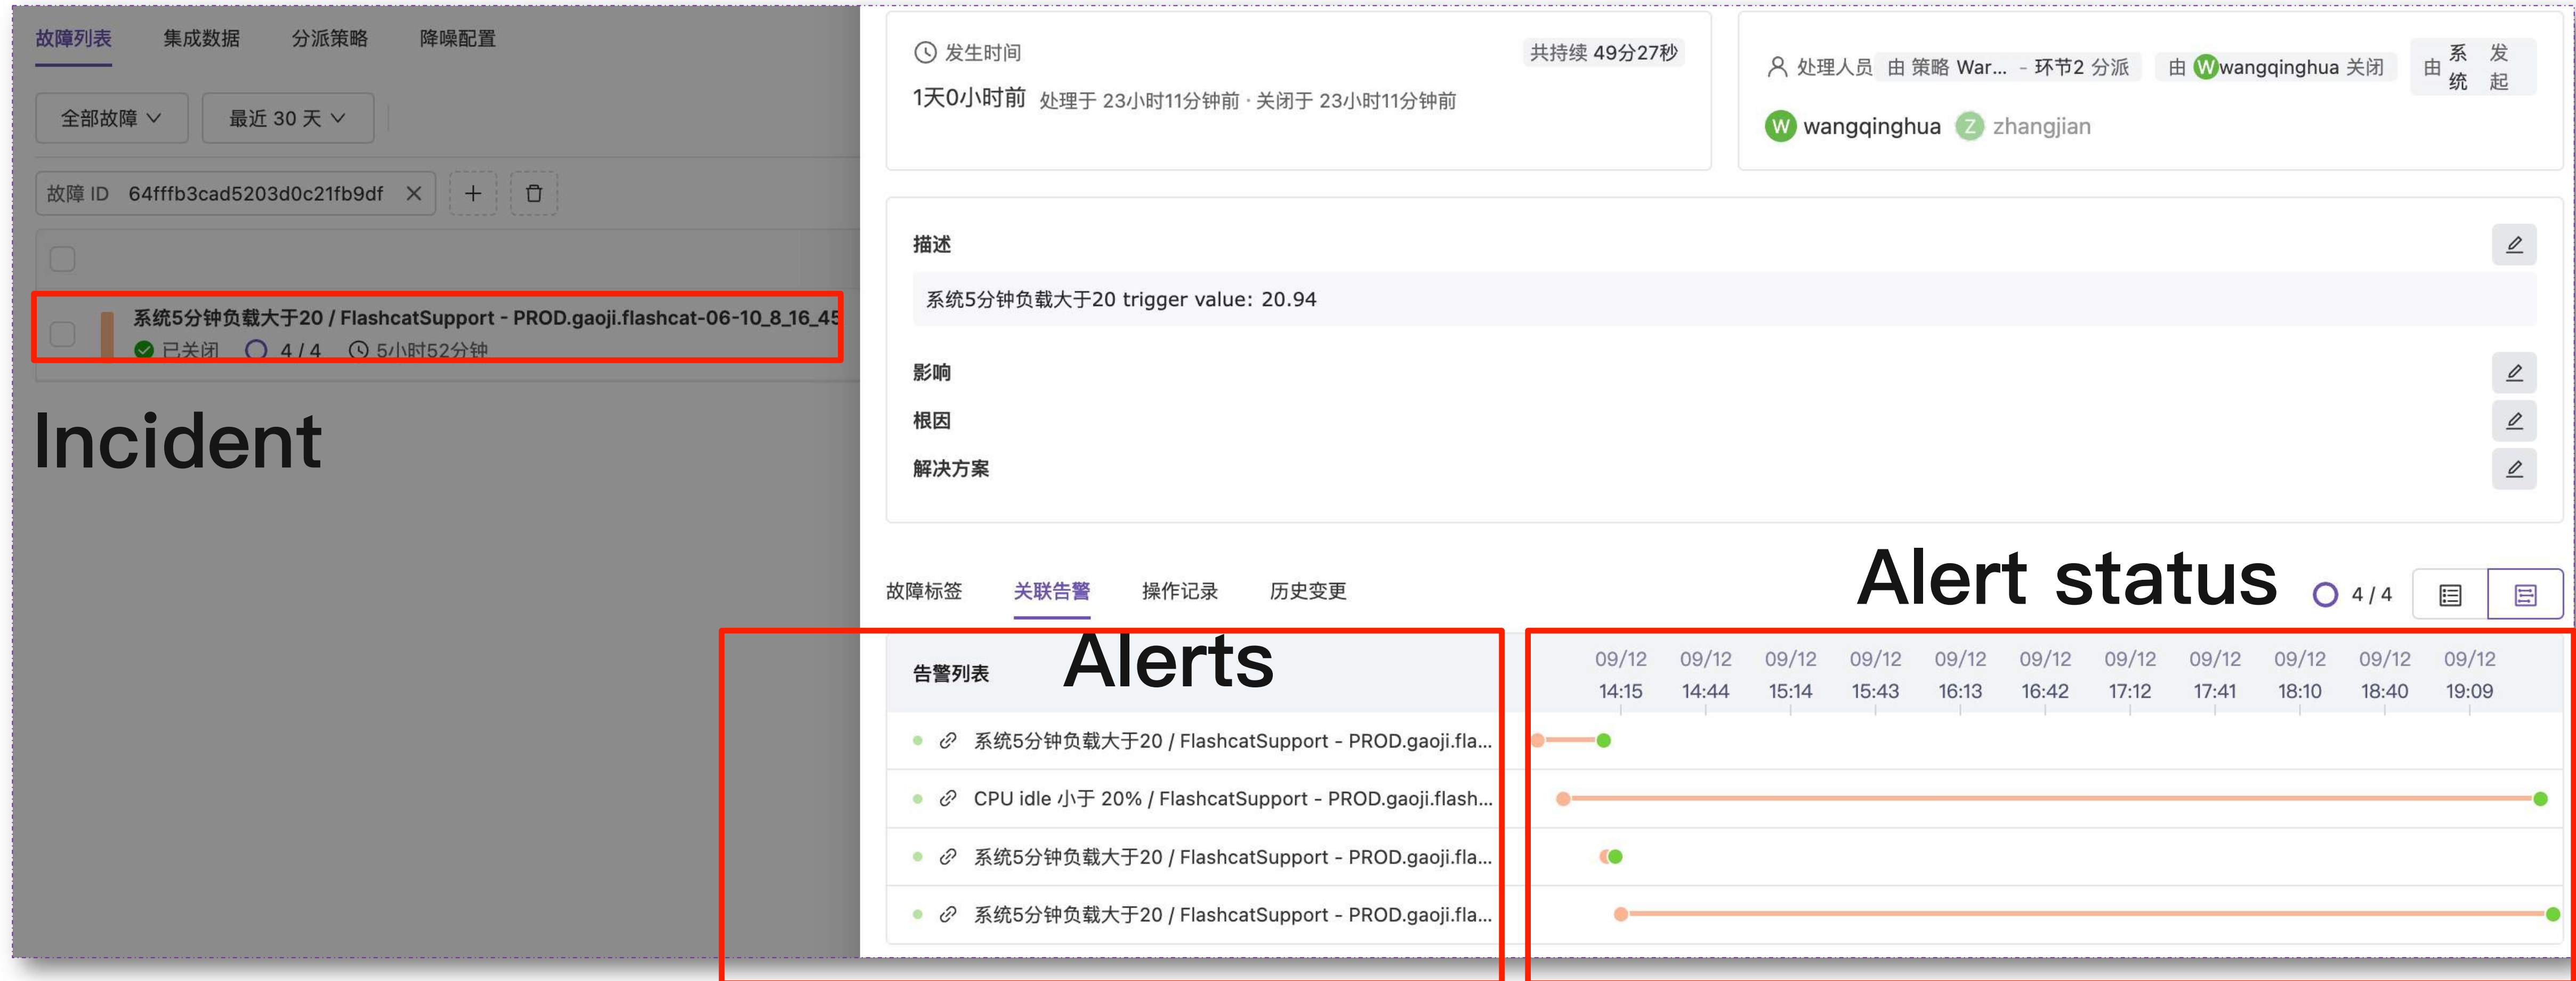 故障列表 集成数据 分派策略 降噪配置
全部故障 最近 30 天
故障 ID 64fffb3cad5203d0c21fb9df
系统5分钟负载大于20 / FlashcatSupport - PROD.gaoji.flashcat-06-10_8_16_45
已关闭 4 / 4 5小时52分钟
Incident
发生时间 共持续 49分27秒
1天0小时前 处理于 23小时11分钟前 · 关闭于 23小时11分钟前
处理人员 由 策略 War... - 环节2 分派 由 W wangqinghua 关闭 由 系统 发起
W wangqinghua Z zhangjian
描述
系统5分钟负载大于20 trigger value: 20.94
影响
根因
解决方案
Alert status
故障标签 关联告警 操作记录 历史变更 4 / 4
Alerts
告警列表
09/12 09/12 09/12 09/12 09/12 09/12 09/12 09/12 09/12 09/12 09/12
14:15 14:44 15:14 15:43 16:13 16:42 17:12 17:41 18:10 18:40 19:09
系统5分钟负载大于20 / FlashcatSupport - PROD.gaoji.fla...
CPU idle 小于 20% / FlashcatSupport - PROD.gaoji.flash...
系统5分钟负载大于20 / FlashcatSupport - PROD.gaoji.fla...
系统5分钟负载大于20 / FlashcatSupport - PROD.gaoji.fla...